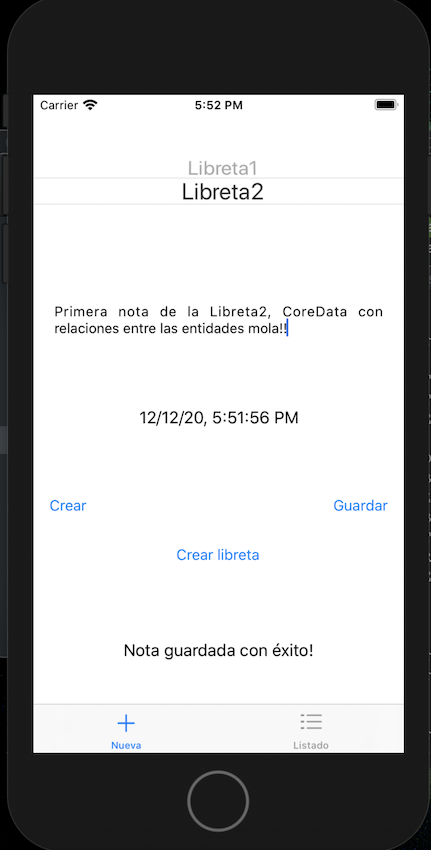 Carrier 5:52 PM
Libreta1
Libreta2
Primera nota de la Libreta2, CoreData con
relaciones entre las entidades mola!!
12/12/20, 5:51:56 PM
Crear Guardar
Crear libreta
Nota guardada con éxito!
Nueva Listado